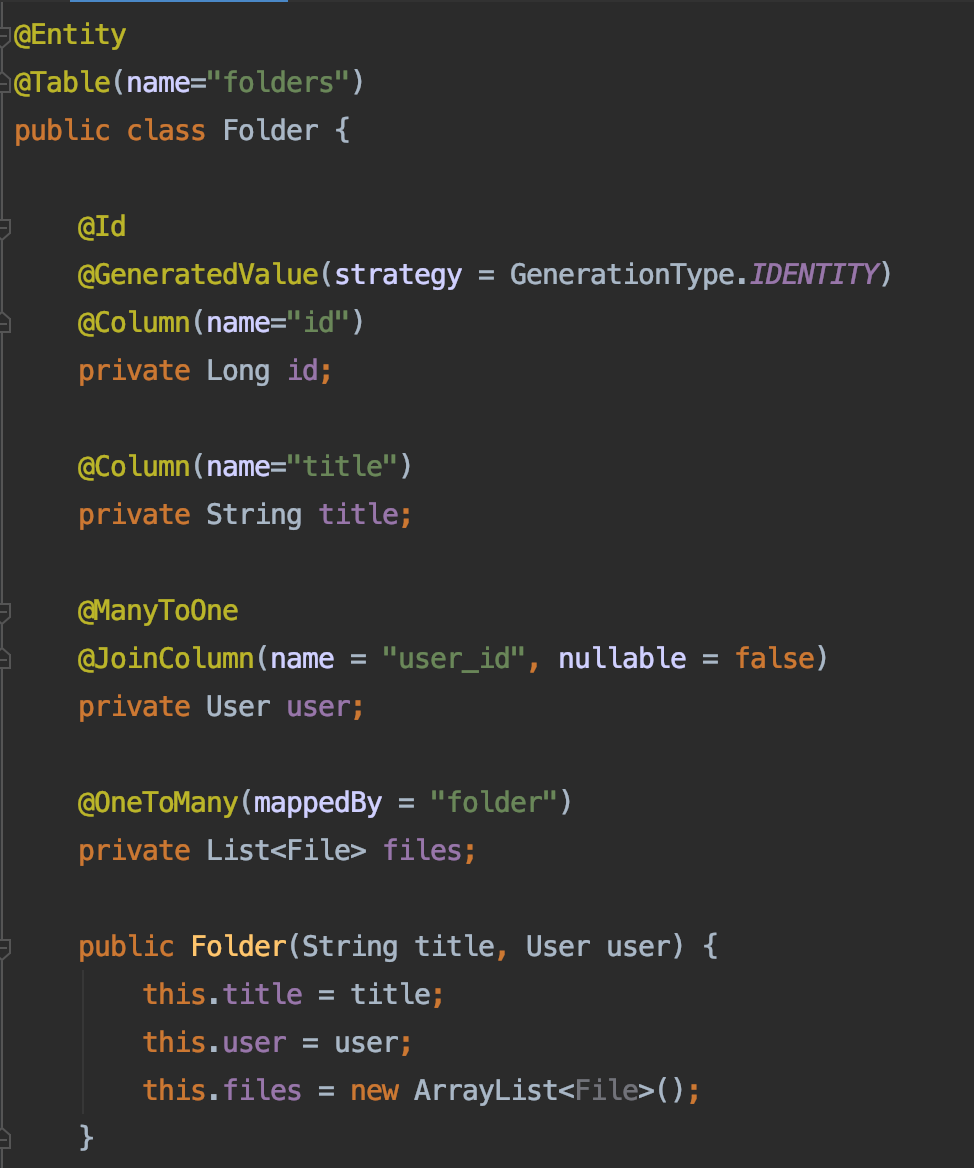 @Entity
@Table(name="folders")
public class Folder {
@Id
@GeneratedValue(strategy = GenerationType.IDENTITY)
@Column(name="id")
private Long id;
@Column(name="title")
private String title;
@ManyToOne
@JoinColumn(name = "user_id", nullable = false)
private User user;
@OneToMany(mappedBy = "folder")
private List<File> files;
public Folder(String title, User user) {
this.title = title;
this.user = user;
this.files = new ArrayList<File>();
}